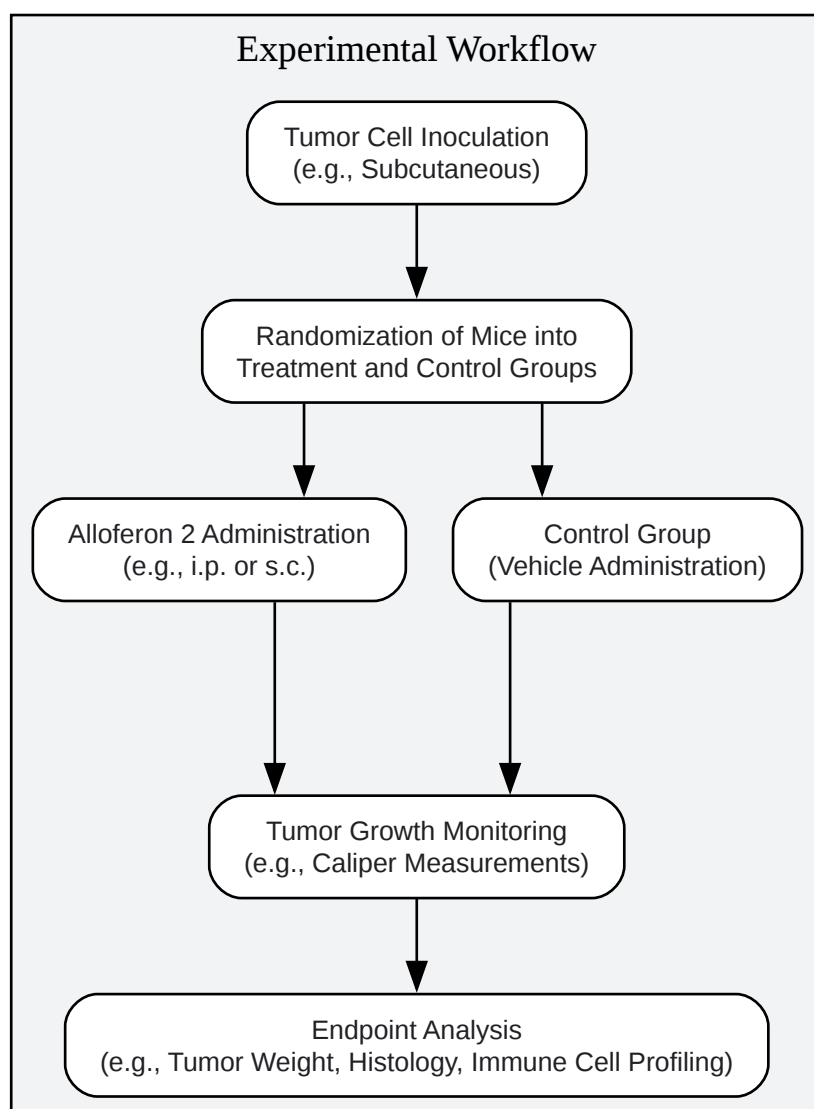 Experimental Workflow
Tumor Cell Inoculation
(e.g., Subcutaneous)
Randomization of Mice into
Treatment and Control Groups
Alloferon 2 Administration
(e.g., i.p. or s.c.)
Control Group
(Vehicle Administration)
Tumor Growth Monitoring
(e.g., Caliper Measurements)
Endpoint Analysis
(e.g., Tumor Weight, Histology, Immune Cell Profiling)